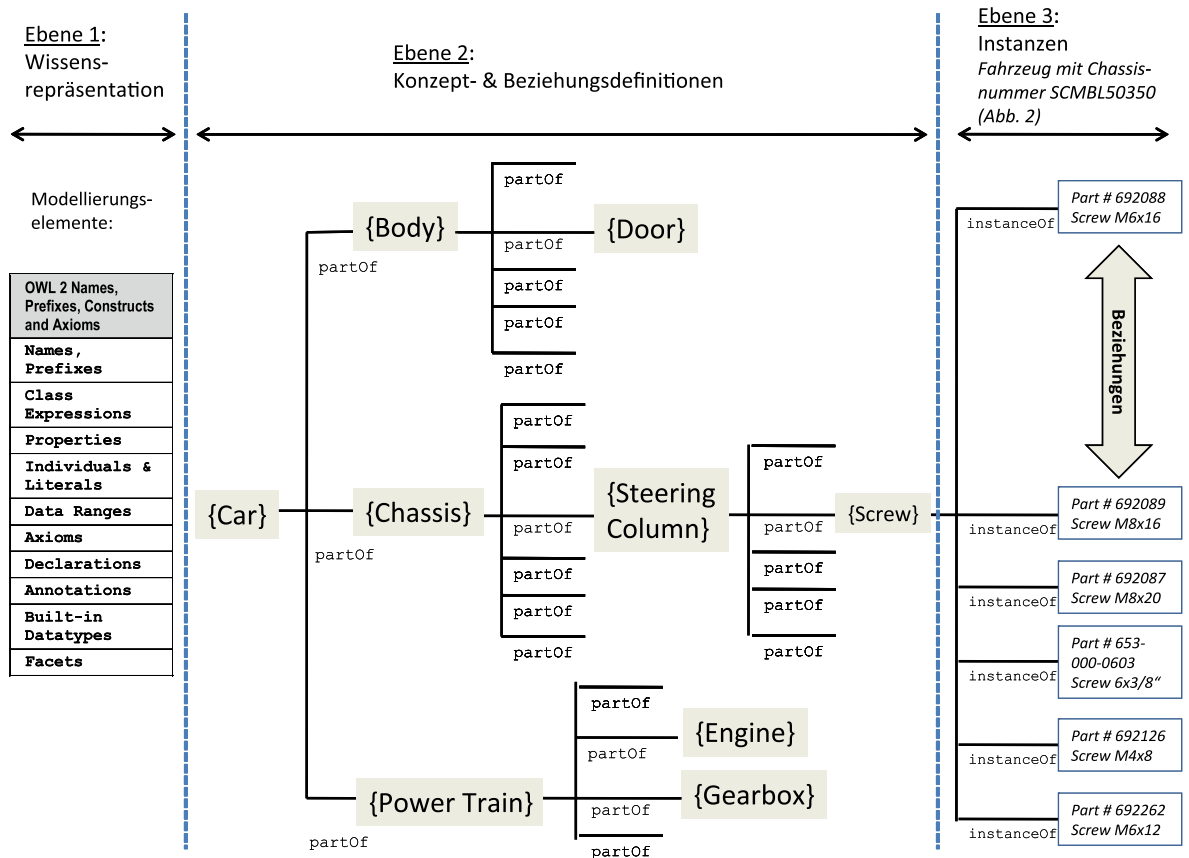 Ebene 1:
Wissens-
repräsentation
Ebene 2:
Konzept- & Beziehungsdefinitionen
Ebene 3:
Instanzen
Fahrzeug mit Chassis-
nummer SCMBL50350
(Abb. 2)
Modellierungs-
elemente:
OWL 2 Names,
Prefixes, Constructs
and Axioms
Names,
Prefixes
Class
Expressions
Properties
Individuals &
Literals
Data Ranges
Axioms
Declarations
Annotations
Built-in
Datatypes
Facets
{Car}
partOf
{Body}
partOf
partOf
{Door}
partOf
partOf
partOf
partOf
{Chassis}
partOf
partOf
partOf
{Steering
Column}
partOf
partOf
partOf
partOf
partOf
{Screw}
partOf
partOf
partOf
partOf
{Power Train}
partOf
partOf
{Engine}
partOf
{Gearbox}
partOf
instanceOf
Part # 692088
Screw M6x16
Beziehungen
instanceOf
Part # 692089
Screw M8x16
instanceOf
Part # 692087
Screw M8x20
instanceOf
Part # 653-
000-0603
Screw 6x3/8“
instanceOf
Part # 692126
Screw M4x8
instanceOf
Part # 692262
Screw M6x12